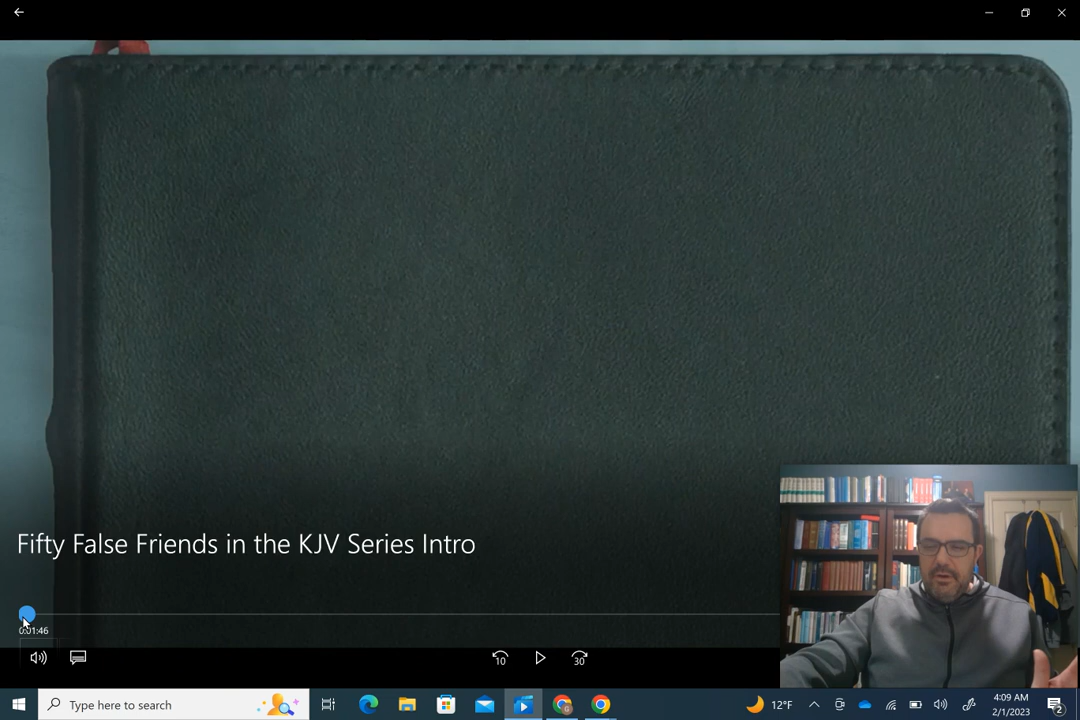 Fifty False Friends in the KJV Series Intro
0:01:46
10
30
Type here to search
12°F
4:09 AM
2/1/2023
2